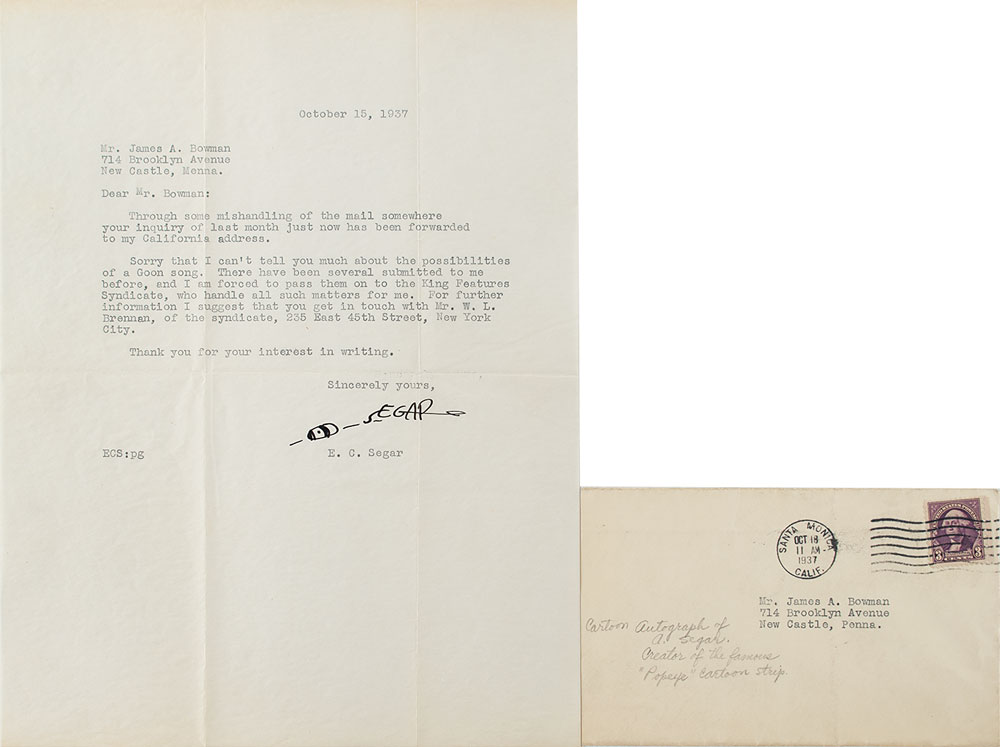 October 15, 1937
Mr. James A. Bowman
714 Brooklyn Avenue
New Castle, Menna.
Dear Mr. Bowman:
Through some mishandling of the mail somewhere
your inquiry of last month just now has been forwarded
to my California address.
Sorry that I can't tell you much about the possibilities
of a Goon song. There have been several submitted to me
before, and I am forced to pass them on to the King Features
Syndicate, who handle all such matters for me. For further
information I suggest that you get in touch with Mr. W. L.
Brennan, of the syndicate, 235 East 45th Street, New York
City.
Thank you for your interest in writing.
Sincerely yours,
SEGAR
ECS:pg
E. C. Segar
SANTA MONICA
OCT 18
11 AM
1937
CALIF.
3 3
Mr. James A. Bowman
714 Brooklyn Avenue
New Castle, Penna.
Cartoon Autograph of
A. Segar.
Creator of the famous
"Popeye" cartoon strip.